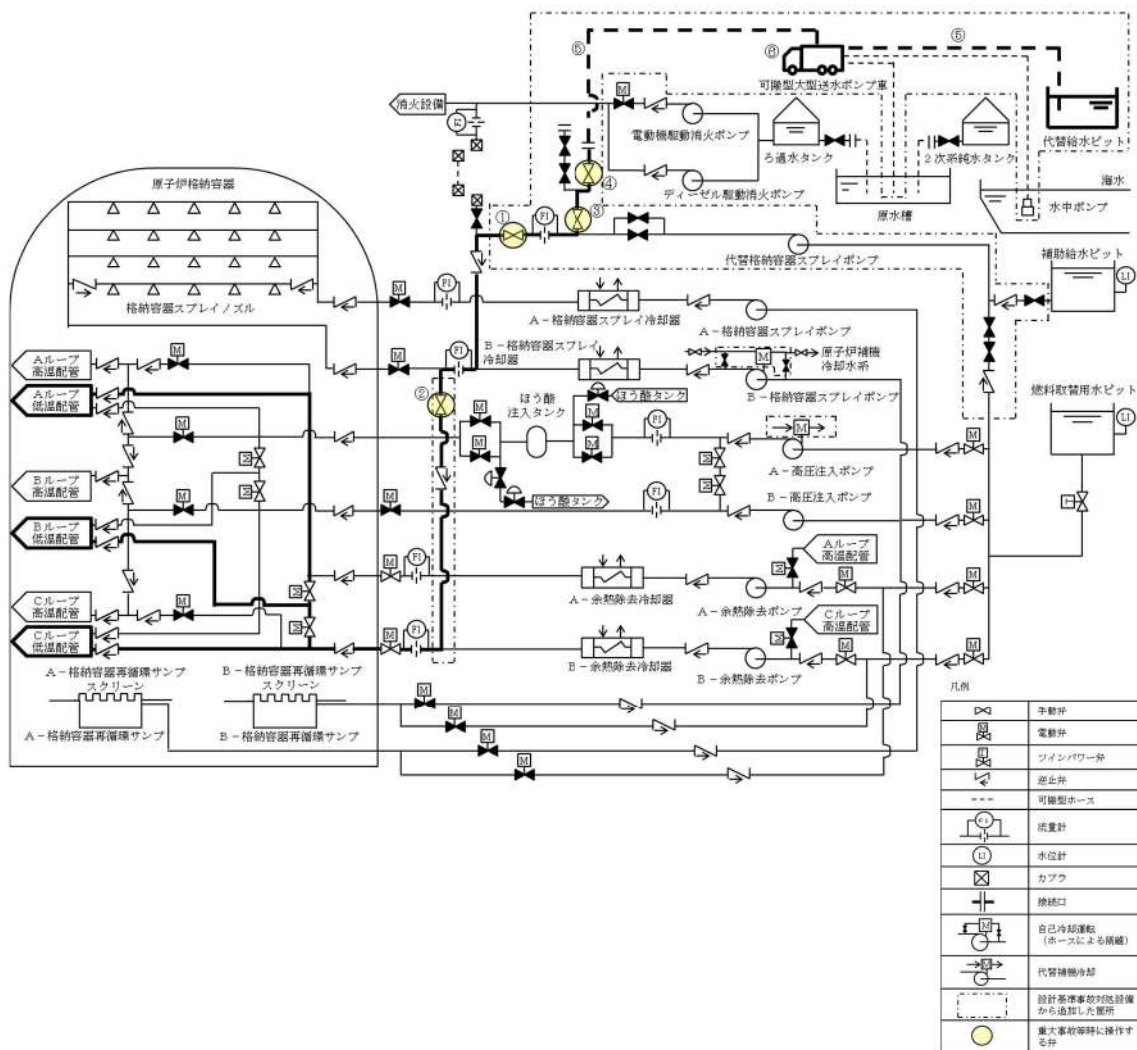 ⑤
⑥
⑤
可搬型大型送水ポンプ車
M
消火設備
FI
電動機駆動消火ポンプ
ろ過水タンク
2次系純水タンク
代替給水ピット
原子炉格納容器
④
ディーゼル駆動消火ポンプ
原水槽
海水
水中ポンプ
①
FI
③
代替格納容器スプレイポンプ
補助給水ピット
LI
格納容器スプレイノズル
M
FI
A-格納容器スプレイ冷却器
A-格納容器スプレイポンプ
B-格納容器スプレイ
冷却器
M
原子炉補機
冷却水系
M
FI
B-格納容器スプレイポンプ
Aループ
高温配管
M
Aループ
低温配管
②
ほう酸
注入タンク
ほう酸タンク
燃料取替用水ピット
LI
M
M
M
M
M
FI
M
M
M
A-高圧注入ポンプ
Bループ
高温配管
M
M
ほう酸タンク
M
M
FI
B-高圧注入ポンプ
M
T
Bループ
低温配管
M
FI
Aループ
高温配管
M
M
M
A-余熱除去冷却器
A-余熱除去ポンプ
Cループ
高温配管
M
M
M
Cループ
高温配管
Cループ
低温配管
M
FI
M
M
M
B-余熱除去冷却器
B-余熱除去ポンプ
A-格納容器再循環サンプ
スクリーン
B-格納容器再循環サンプ
スクリーン
A-格納容器再循環サンプ
B-格納容器再循環サンプ
M
M
M
M
凡例
手動弁
M
電動弁
T
ツインパワー弁
逆止弁
可搬型ホース
FI
流量計
LI
水位計
カプラ
接続口
M
自己冷却運転
(ホースによる隔離)
M
代替補機冷却
設計基準事故対処設備
から追加した箇所
重大事故等時に操作す
る弁